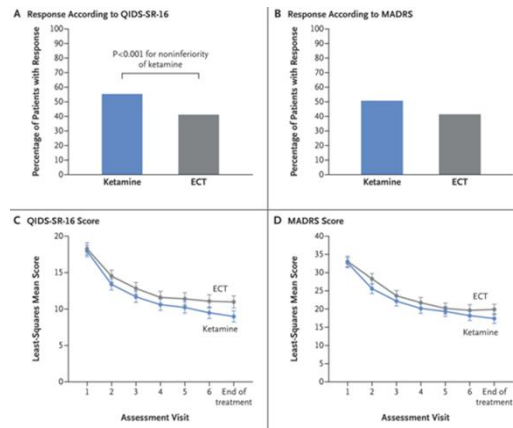 A Response According to QIDS-SR-16
Percentage of Patients with Response
100
90
80
70
60
50
40
30
20
10
0
P<0.001 for noninferiority
of ketamine
Ketamine
ECT
B Response According to MADRS
Percentage of Patients with Response
100
90
80
70
60
50
40
30
20
10
0
Ketamine
ECT
C QIDS-SR-16 Score
Least-Squares Mean Score
20
15
10
5
0
ECT
Ketamine
1 2 3 4 5 6 End of
treatment
Assessment Visit
D MADRS Score
Least-Squares Mean Score
40
35
30
25
20
15
10
5
0
ECT
Ketamine
1 2 3 4 5 6 End of
treatment
Assessment Visit